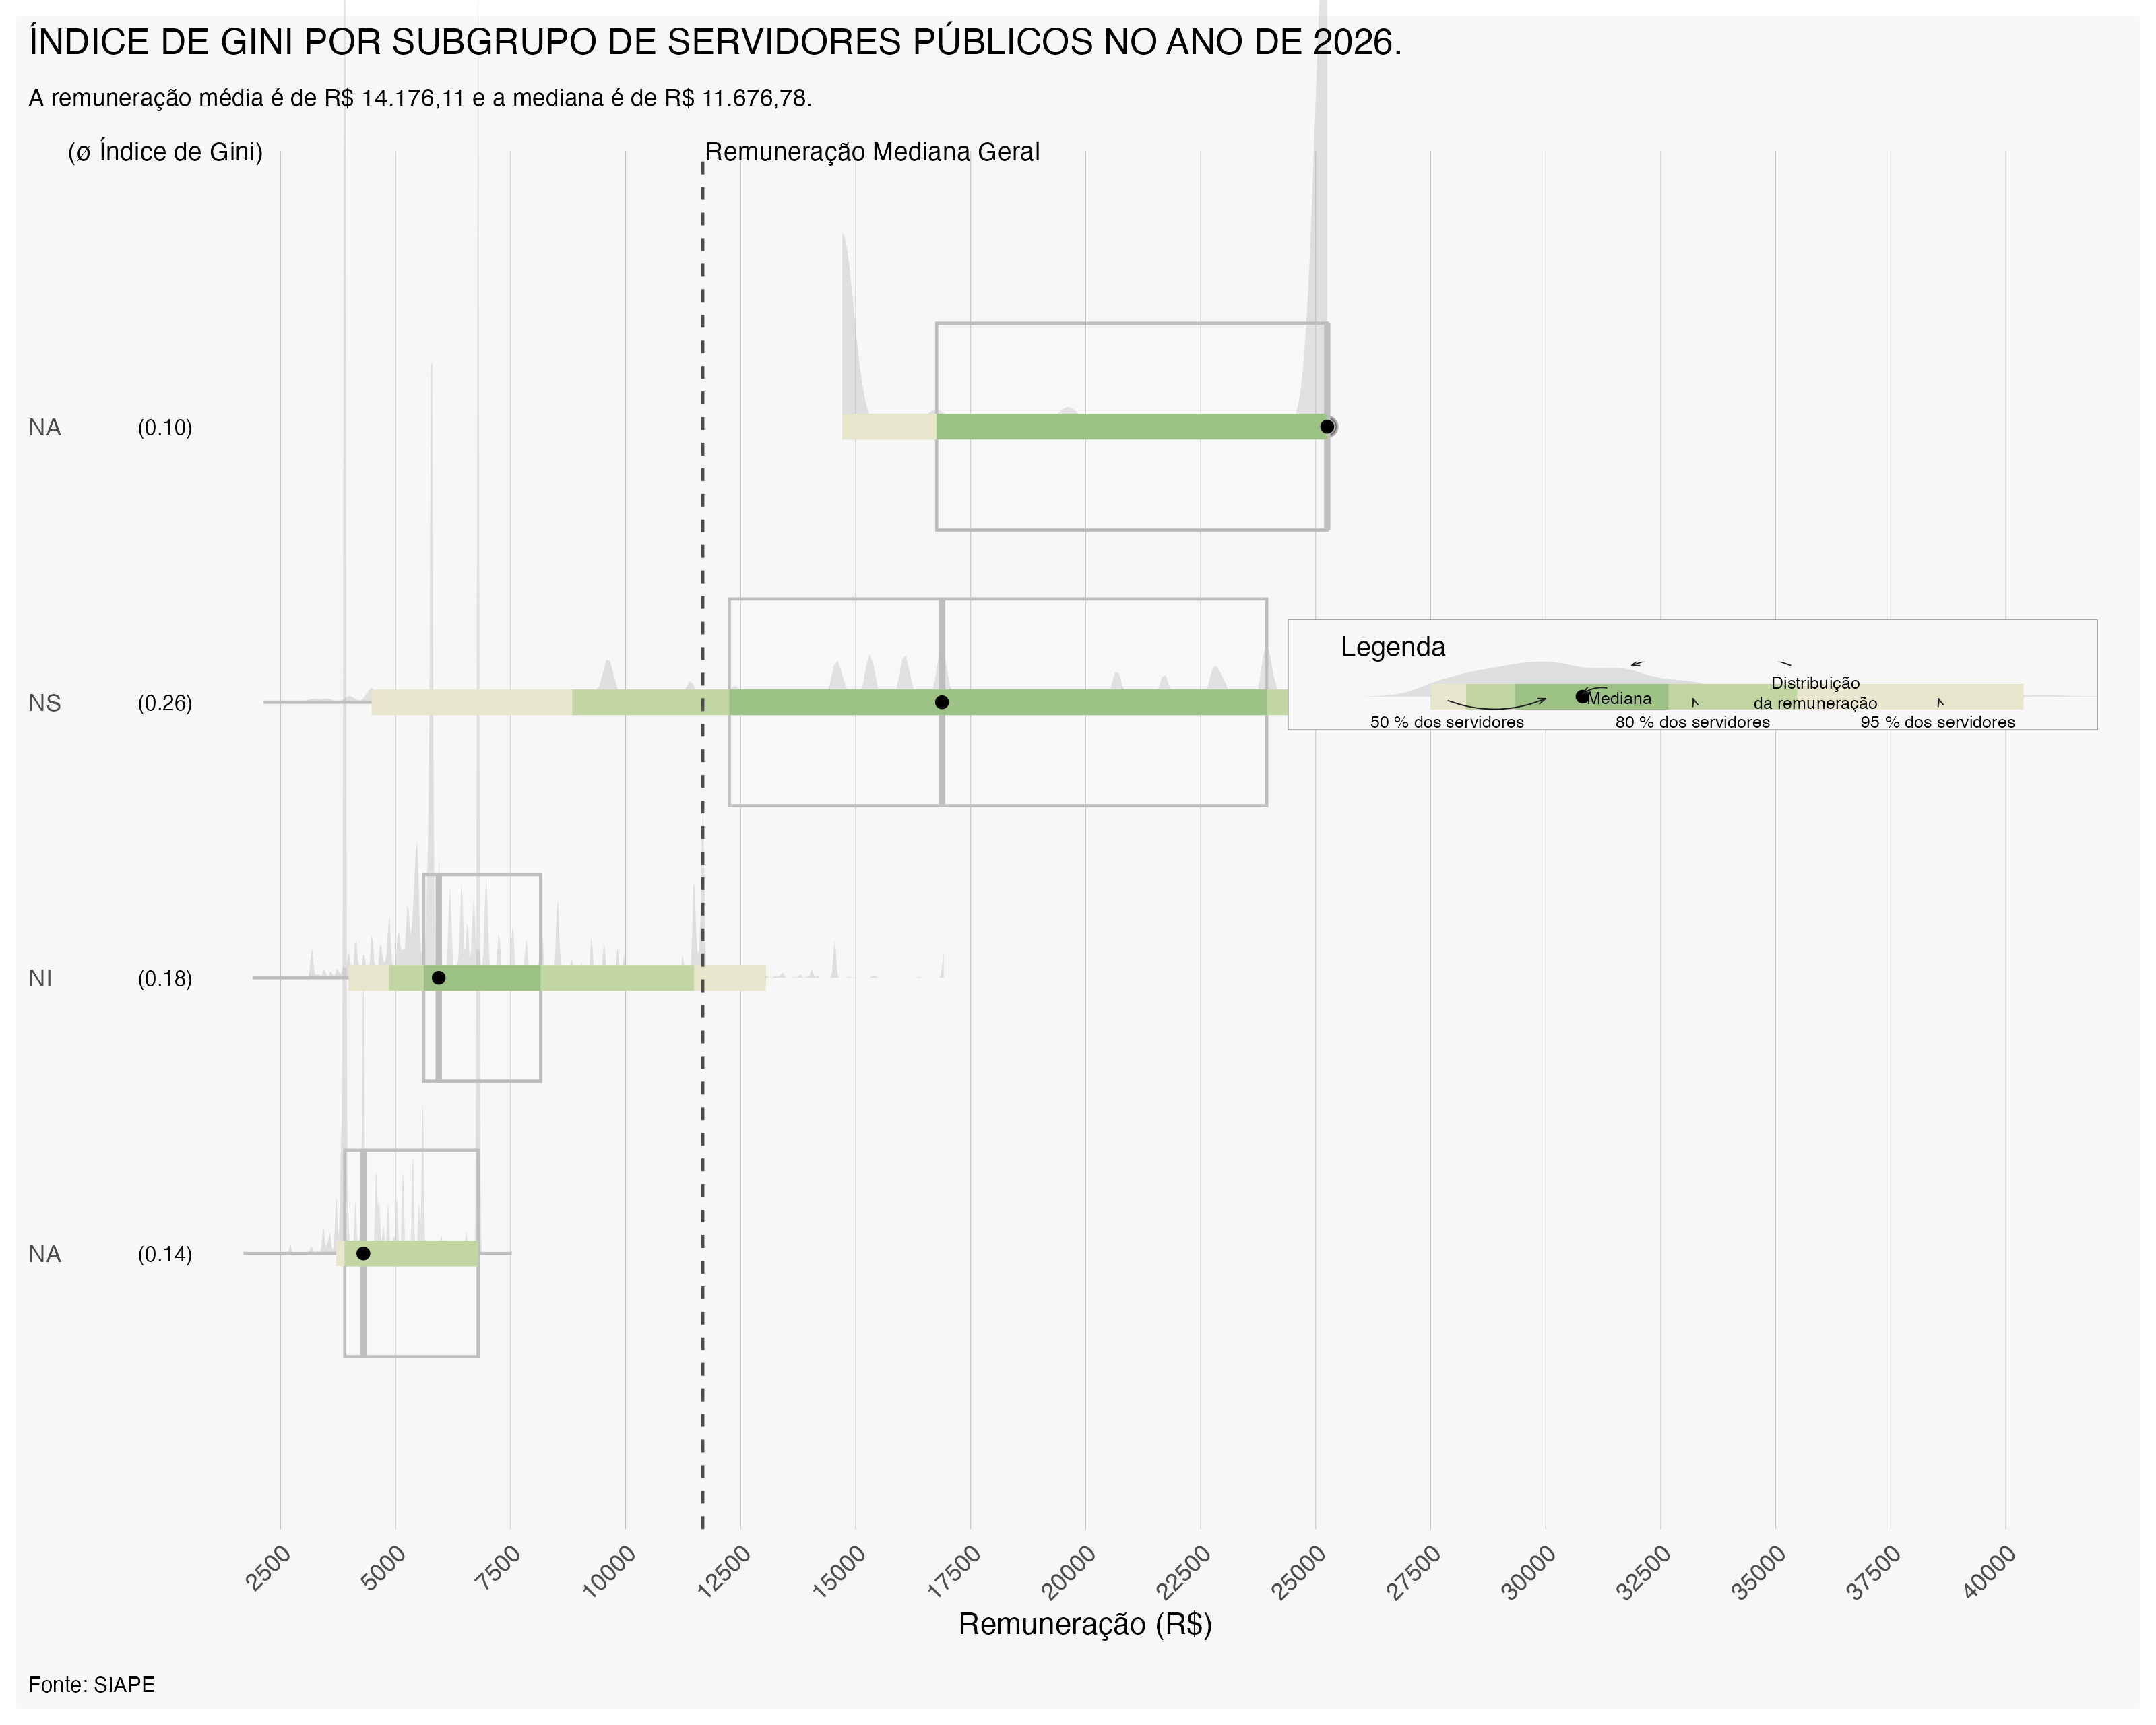 ÍNDICE DE GINI POR SUBGRUPO DE SERVIDORES PÚBLICOS NO ANO DE 2026.
A remuneração média é de R$ 14.176,11 e a mediana é de R$ 11.676,78.
(ø Índice de Gini)
Remuneração Mediana Geral
NA (0.10)
NS (0.26)
Legenda
Distribuição
da remuneração
Mediana
50 % dos servidores
80 % dos servidores
95 % dos servidores
NI (0.18)
NA (0.14)
2500 5000 7500 10000 12500 15000 17500 20000 22500 25000 27500 30000 32500 35000 37500 40000
Remuneração (R$)
Fonte: SIAPE